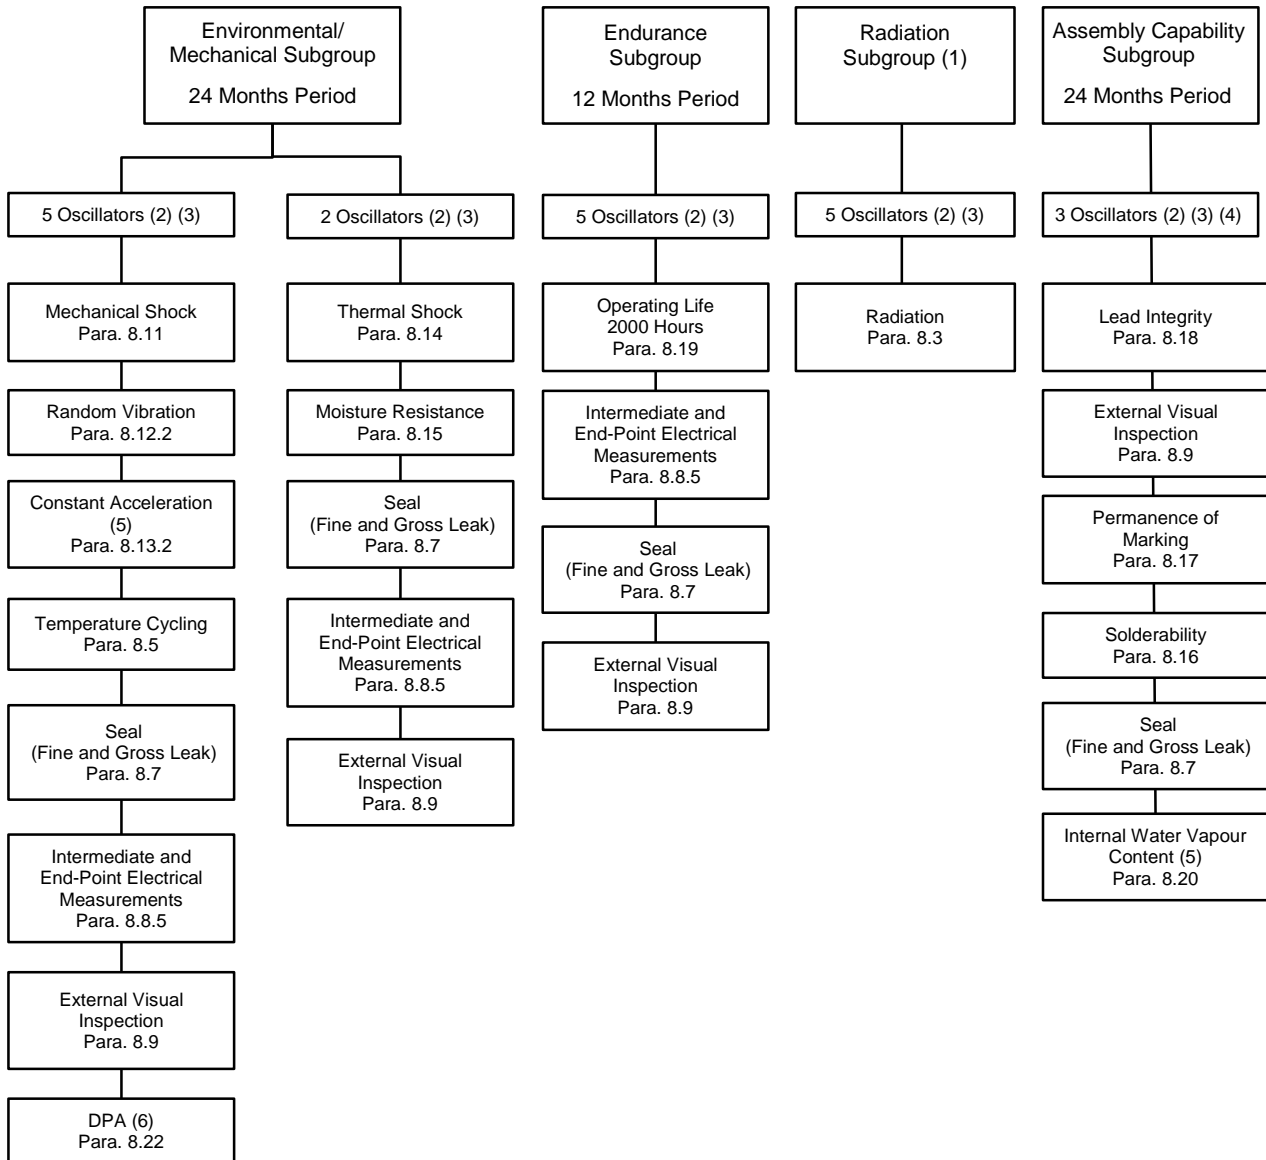 Environmental/
Mechanical Subgroup
24 Months Period
5 Oscillators (2) (3)
Mechanical Shock
Para. 8.11
Random Vibration
Para. 8.12.2
Constant Acceleration
(5)
Para. 8.13.2
Temperature Cycling
Para. 8.5
Seal
(Fine and Gross Leak)
Para. 8.7
Intermediate and
End-Point Electrical
Measurements
Para. 8.8.5
External Visual
Inspection
Para. 8.9
DPA (6)
Para. 8.22
2 Oscillators (2) (3)
Thermal Shock
Para. 8.14
Moisture Resistance
Para. 8.15
Seal
(Fine and Gross Leak)
Para. 8.7
Intermediate and
End-Point Electrical
Measurements
Para. 8.8.5
External Visual
Inspection
Para. 8.9
Endurance
Subgroup
12 Months Period
5 Oscillators (2) (3)
Operating Life
2000 Hours
Para. 8.19
Intermediate and
End-Point Electrical
Measurements
Para. 8.8.5
Seal
(Fine and Gross Leak)
Para. 8.7
External Visual
Inspection
Para. 8.9
Radiation
Subgroup (1)
5 Oscillators (2) (3)
Radiation
Para. 8.3
Assembly Capability
Subgroup
24 Months Period
3 Oscillators (2) (3) (4)
Lead Integrity
Para. 8.18
External Visual
Inspection
Para. 8.9
Permanence of
Marking
Para. 8.17
Solderability
Para. 8.16
Seal
(Fine and Gross Leak)
Para. 8.7
Internal Water Vapour
Content (5)
Para. 8.20